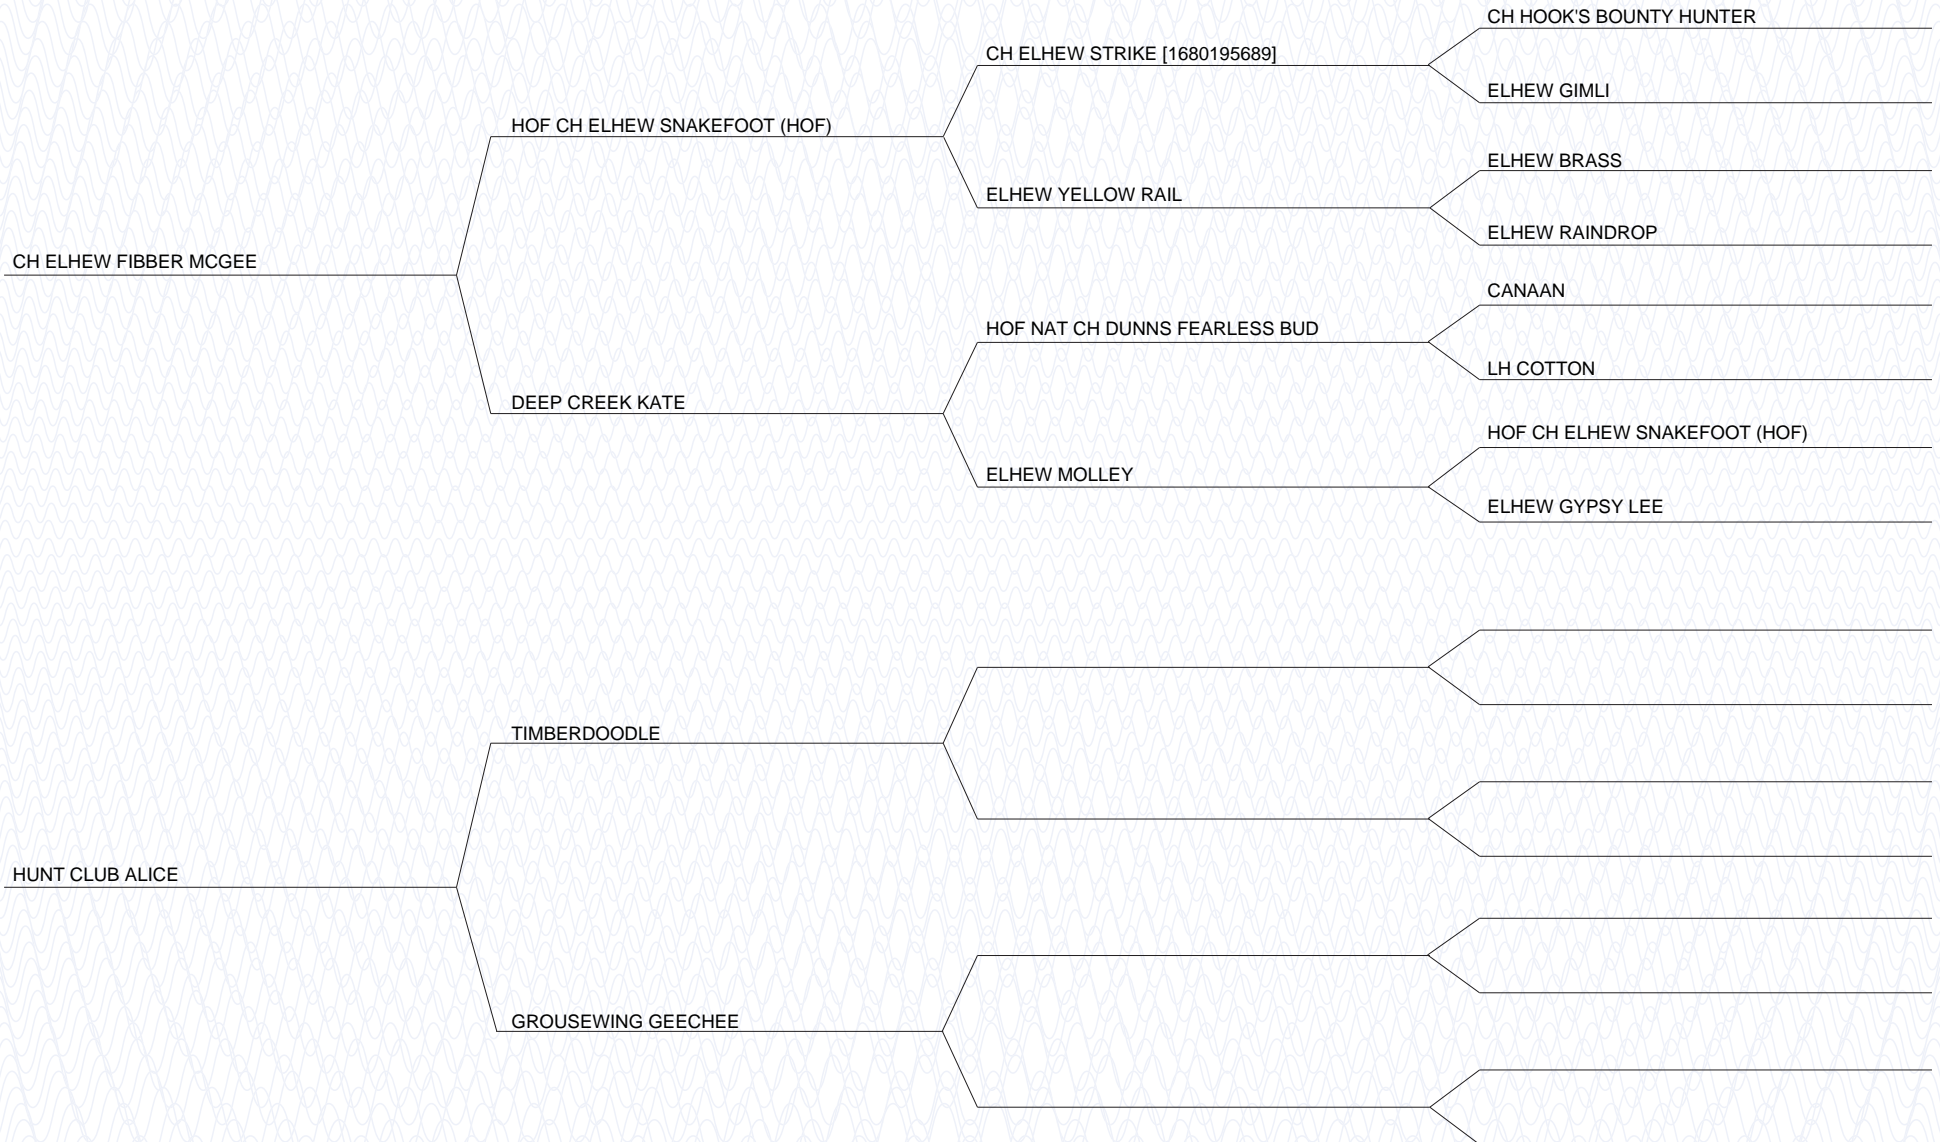 CH HOOK'S BOUNTY HUNTER
CH ELHEW STRIKE [1680195689]
ELHEW GIMLI
HOF CH ELHEW SNAKEFOOT (HOF)
ELHEW BRASS
ELHEW YELLOW RAIL
ELHEW RAINDROP
CH ELHEW FIBBER MCGEE
CANAAN
HOF NAT CH DUNNS FEARLESS BUD
LH COTTON
DEEP CREEK KATE
HOF CH ELHEW SNAKEFOOT (HOF)
ELHEW MOLLEY
ELHEW GYPSY LEE
TIMBERDOODLE
HUNT CLUB ALICE
GROUSEWING GEECHEE